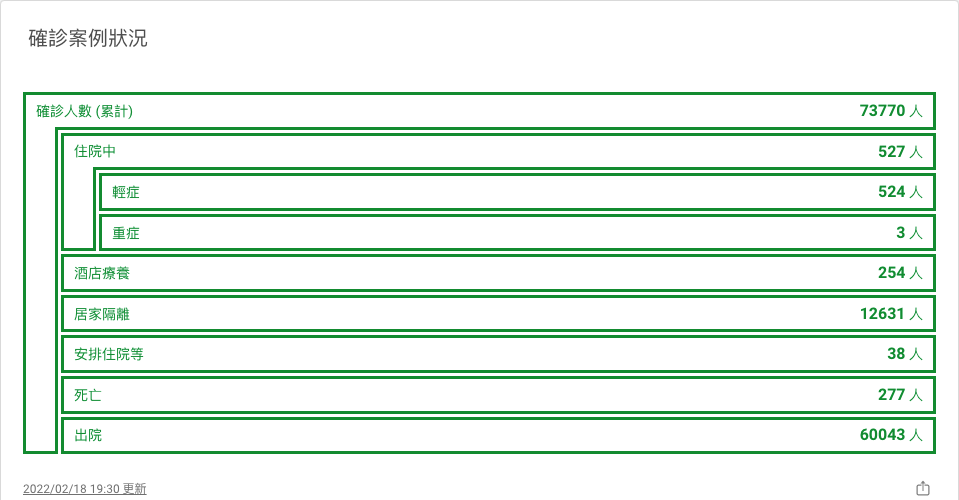 確診案例狀況
確診人數 (累計) 73770 人
住院中 527 人
輕症 524 人
重症 3 人
酒店療養 254 人
居家隔離 12631 人
安排住院等 38 人
死亡 277 人
出院 60043 人
2022/02/18 19:30 更新